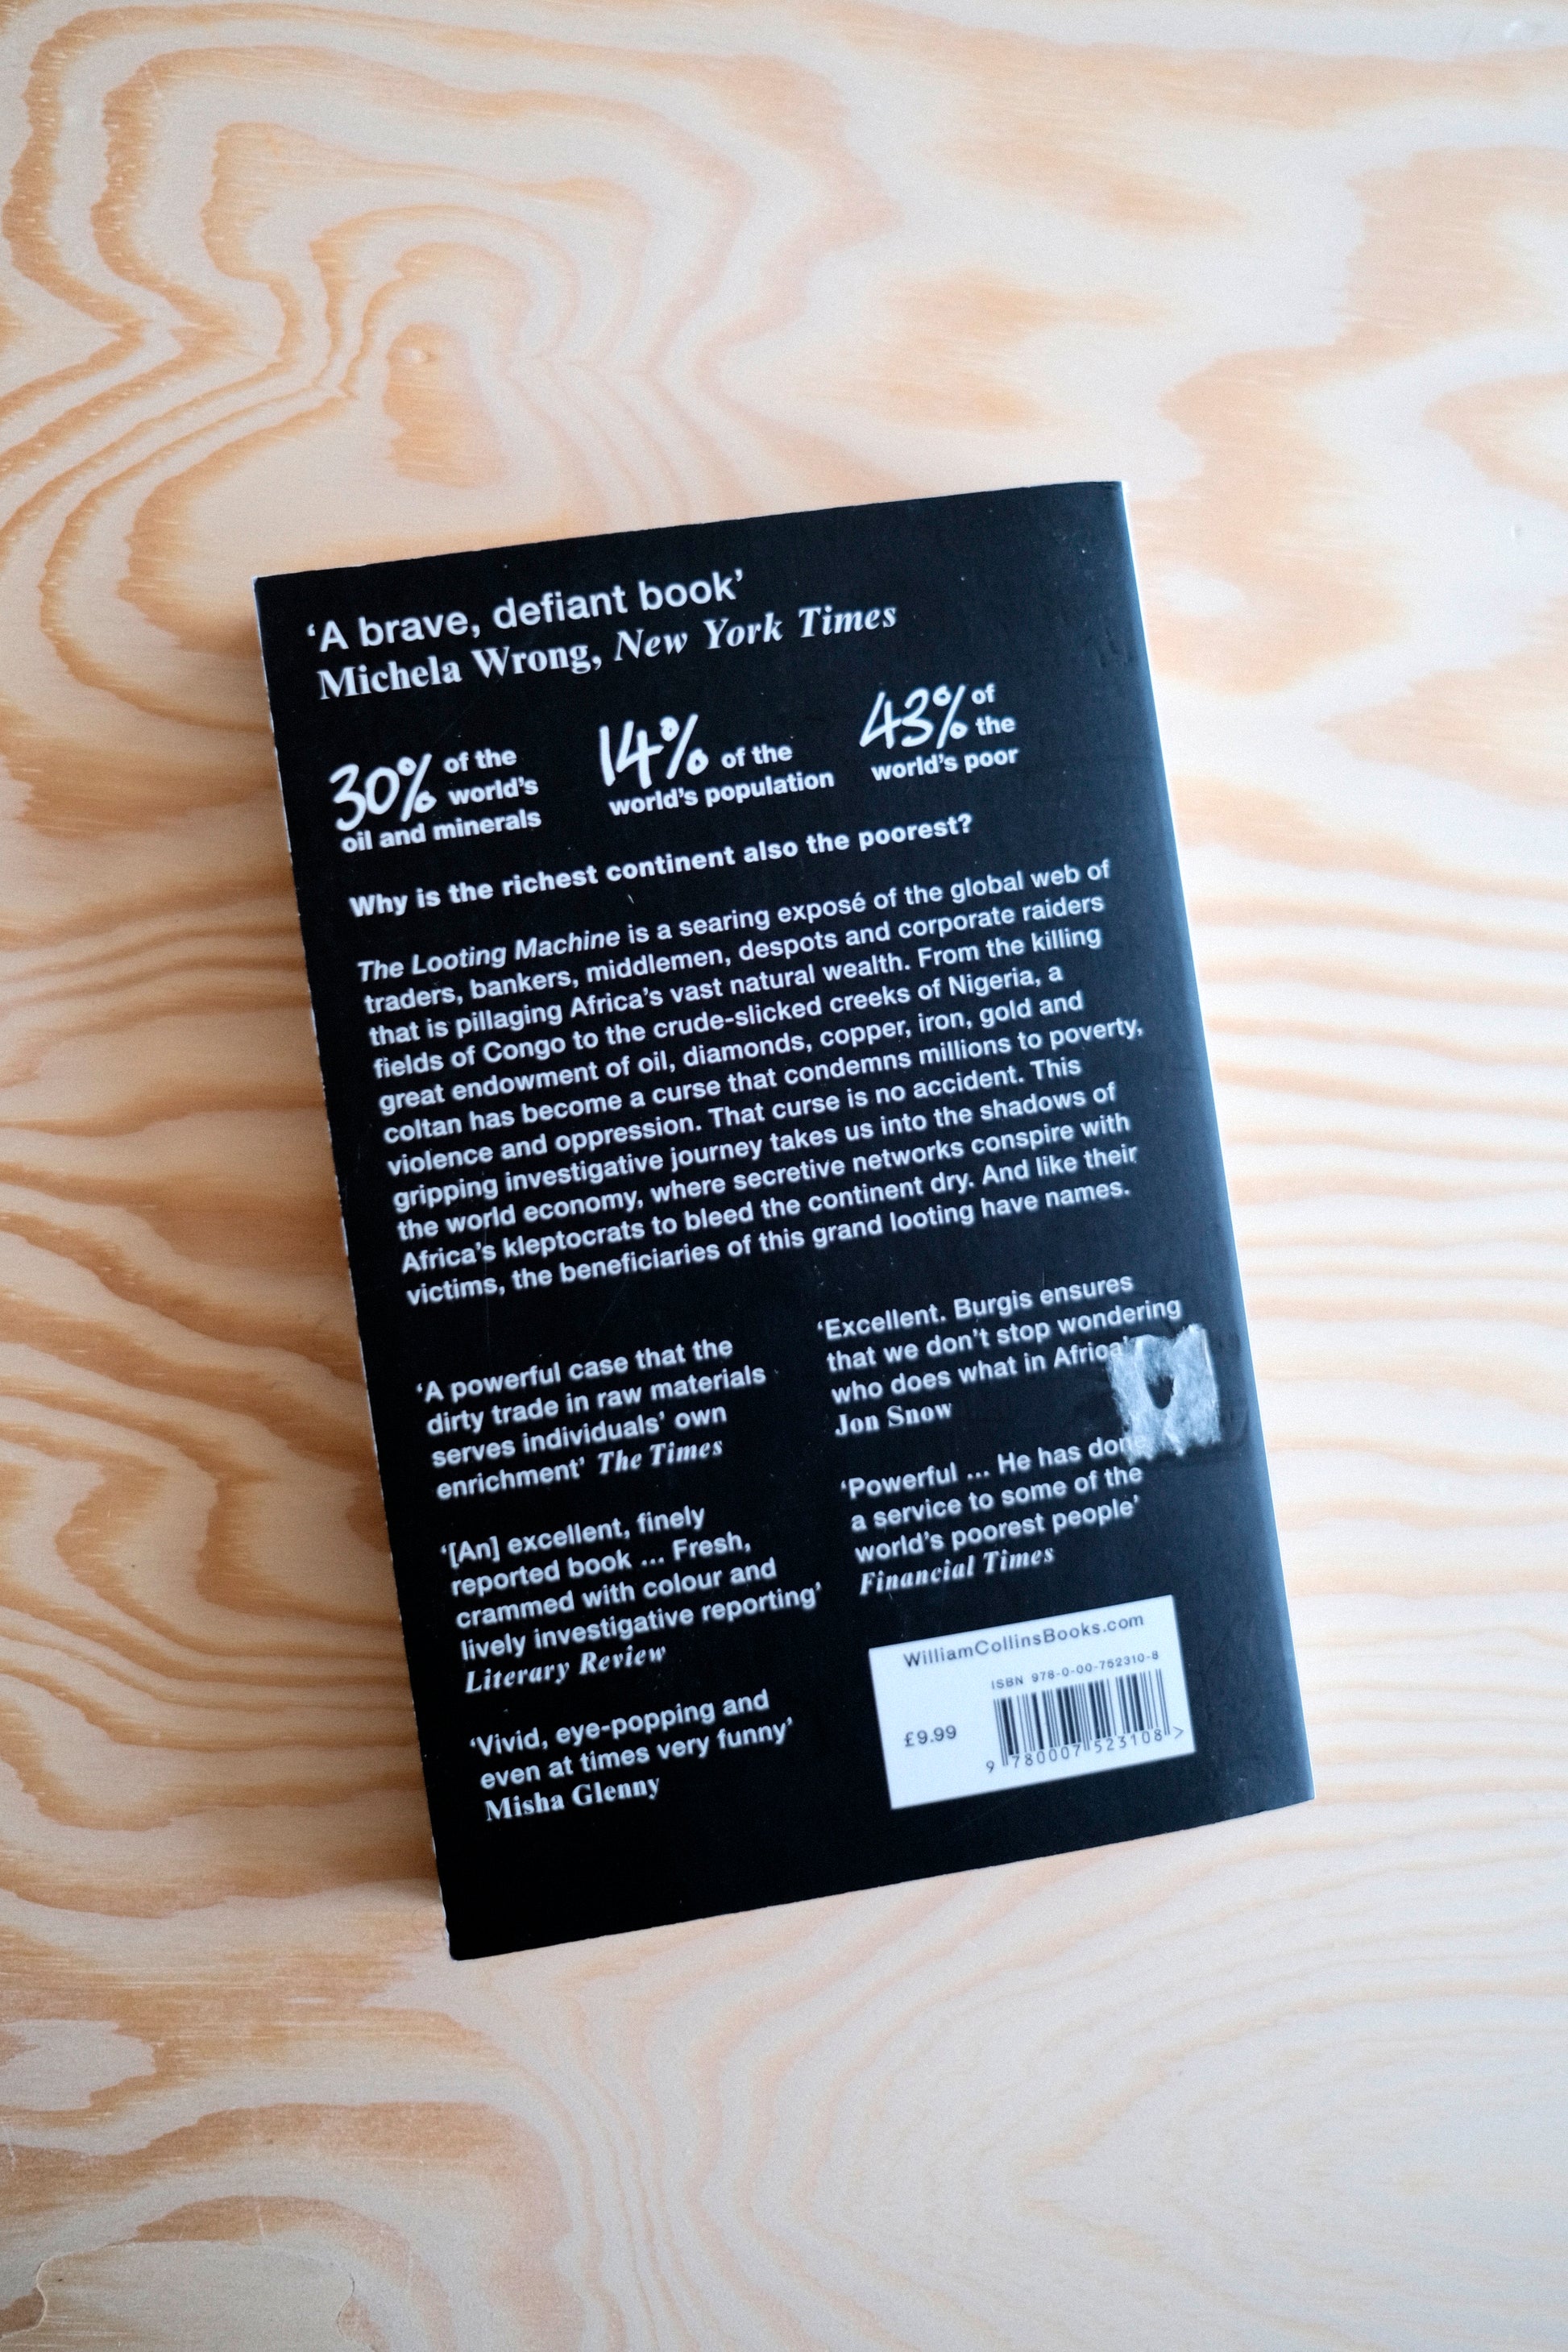 ‘A brave, defiant book’
Michela Wrong, New York Times
30% of the
world’s
oil and minerals
14% of the
world’s population
43% of
the
world’s poor
Why is the richest continent also the poorest?
The Looting Machine is a searing exposé of the global web of
traders, bankers, middlemen, despots and corporate raiders
that is pillaging Africa’s vast natural wealth. From the killing
fields of Congo to the crude-slicked creeks of Nigeria, a
great endowment of oil, diamonds, copper, iron, gold and
coltan has become a curse that condemns millions to poverty,
violence and oppression. That curse is no accident. This
gripping investigative journey takes us into the shadows of
the world economy, where secretive networks conspire with
Africa’s kleptocrats to bleed the continent dry. And like their
victims, the beneficiaries of this grand looting have names.
‘A powerful case that the
dirty trade in raw materials
serves individuals’ own
enrichment’ The Times
‘[An] excellent, finely
reported book ... Fresh,
crammed with colour and
lively investigative reporting’
Literary Review
‘Vivid, eye-popping and
even at times very funny’
Misha Glenny
‘Excellent. Burgis ensures
that we don’t stop wondering
who does what in Africa’
Jon Snow
‘Powerful ... He has done
a service to some of the
world’s poorest people’
Financial Times
WilliamCollinsBooks.com
ISBN 978-0-00-752310-8
£9.99
9 780007 523108 >